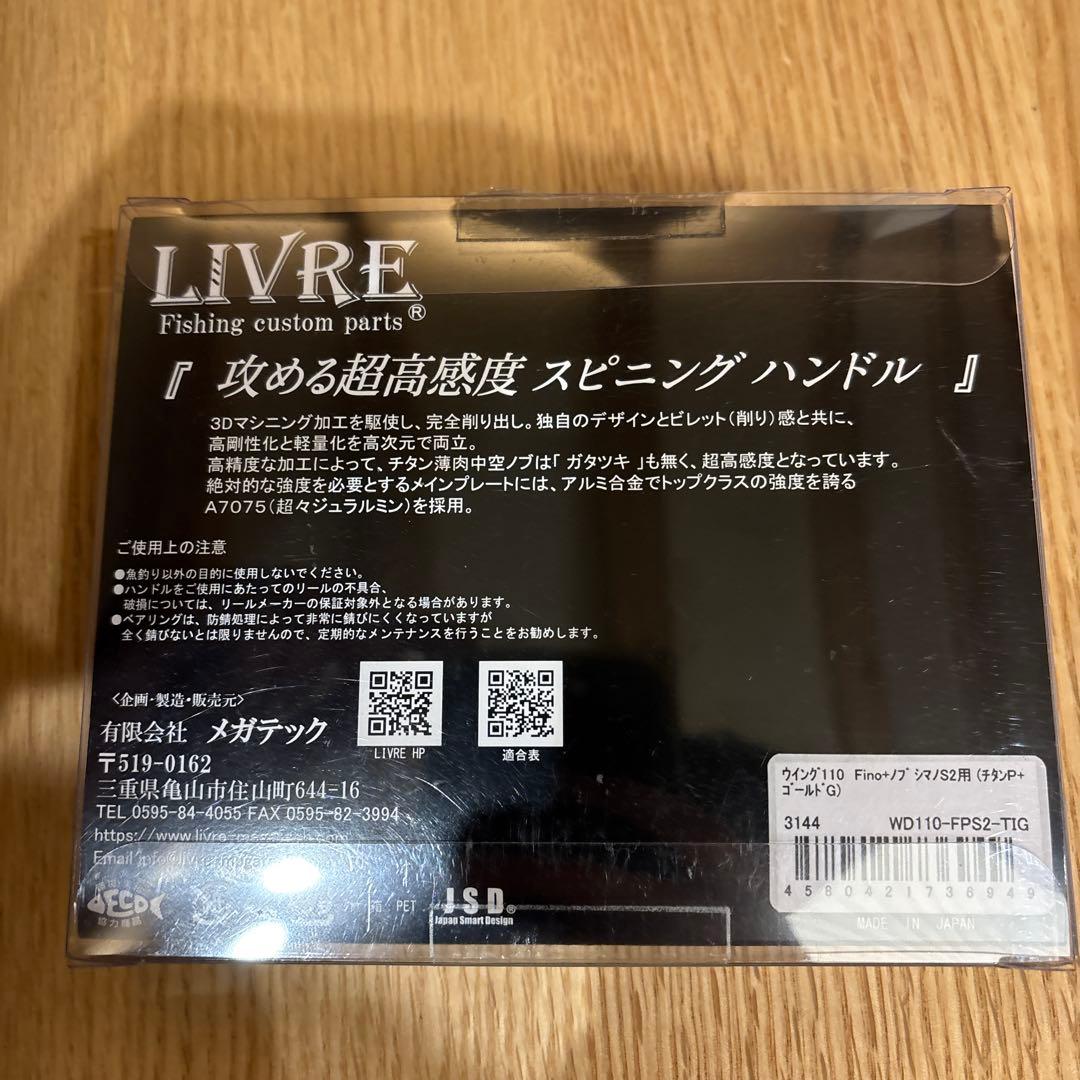 LIVRE
Fishing custom parts®
『 攻める超高感度 スピニング ハンドル 』
3Dマシニング加工を駆使し、完全削り出し。独自のデザインとビレット(削り)感と共に、
高剛性化と軽量化を高次元で両立。
高精度な加工によって、チタン薄肉中空ノブは「 ガタツキ 」も無く、超高感度となっています。
絶対的な強度を必要とするメインプレートには、アルミ合金でトップクラスの強度を誇る
A7075(超々ジュラルミン)を採用。
ご使用上の注意
●魚釣り以外の目的に使用しないでください。
●ハンドルをご使用にあたってのリールの不具合、
破損については、リールメーカーの保証対象外となる場合があります。
●ベアリングは、防錆処理によって非常に錆びにくくなっていますが
全く錆びないとは限りませんので、定期的なメンテナンスを行うことをお勧めします。
LIVRE HP
適合表
<企画・製造・販売元>
有限会社 メガテック
〒519-0162
三重県亀山市住山町644-16
TEL 0595-84-4055 FAX 0595-82-3994
https://www.livre
Email
協力商品
PET
JSD®
Japan Smart Design
ウイング110 Fino+ノブ シマノS2用 (チタンP+
ゴールドG)
3144 WD110-FPS2-TIG
4580421736949
MADE IN JAPAN